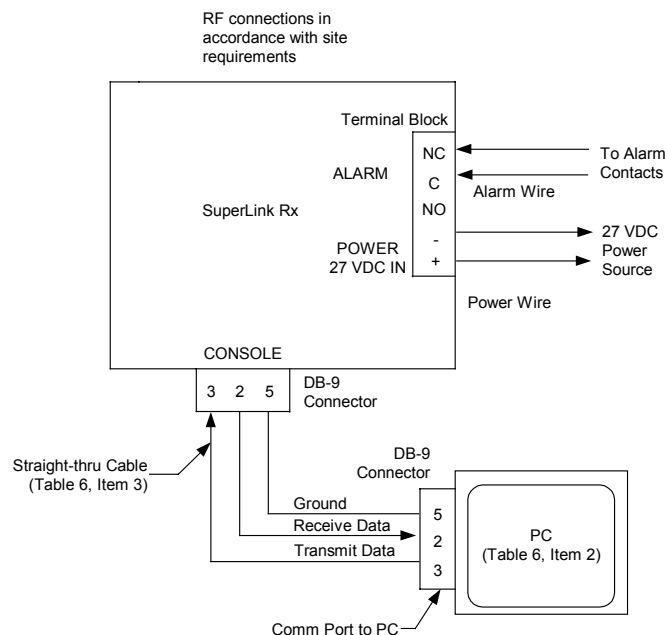 RF connections in
accordance with site
requirements
Terminal Block
NC
To Alarm
Contacts
ALARM
C
Alarm Wire
SuperLink Rx
NO
POWER
27 VDC IN
-
+
27 VDC
Power
Source
Power Wire
CONSOLE
3 2 5
DB-9
Connector
Straight-thru Cable
(Table 6, Item 3)
DB-9
Connector
Ground
Receive Data
Transmit Data
5
2
3
PC
(Table 6, Item 2)
Comm Port to PC